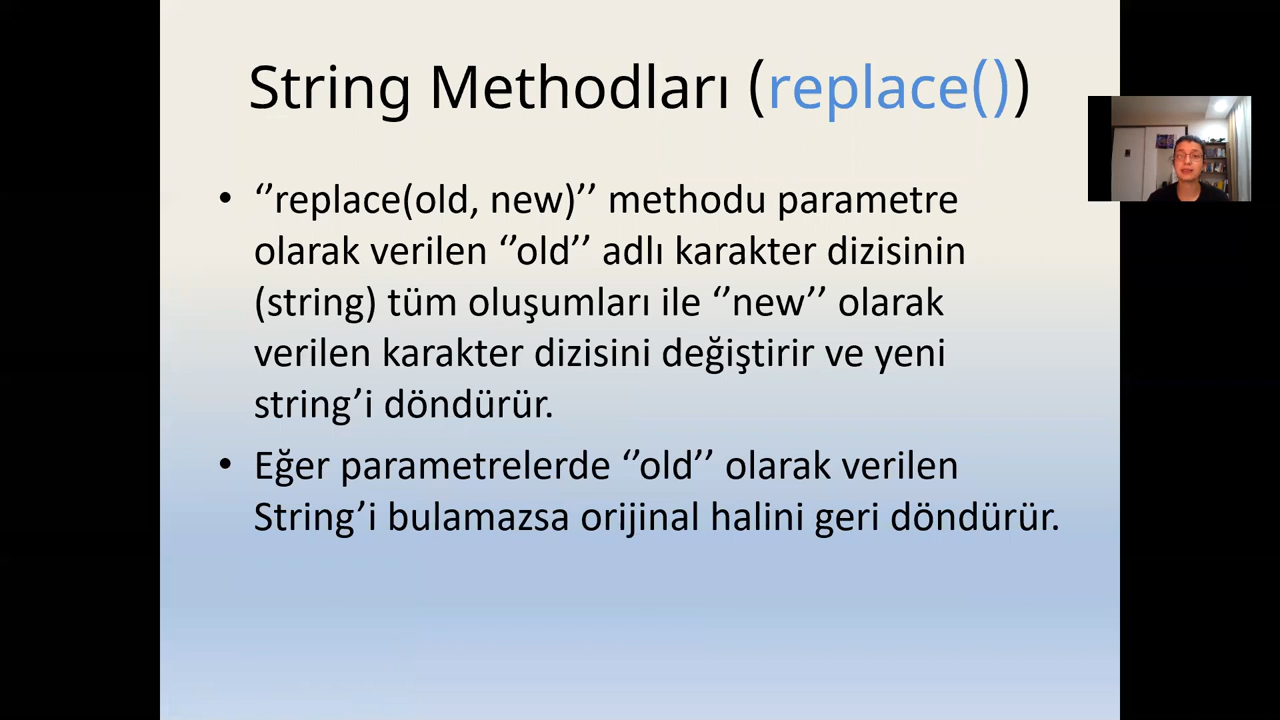 String Methodları (replace())
• ‘’replace(old, new)’’ methodu parametre
olarak verilen ‘’old’’ adlı karakter dizisinin
(string) tüm oluşumları ile ‘’new’’ olarak
verilen karakter dizisini değiştirir ve yeni
string’i döndürür.
• Eğer parametrelerde ‘’old’’ olarak verilen
String’i bulamazsa orijinal halini geri döndürür.